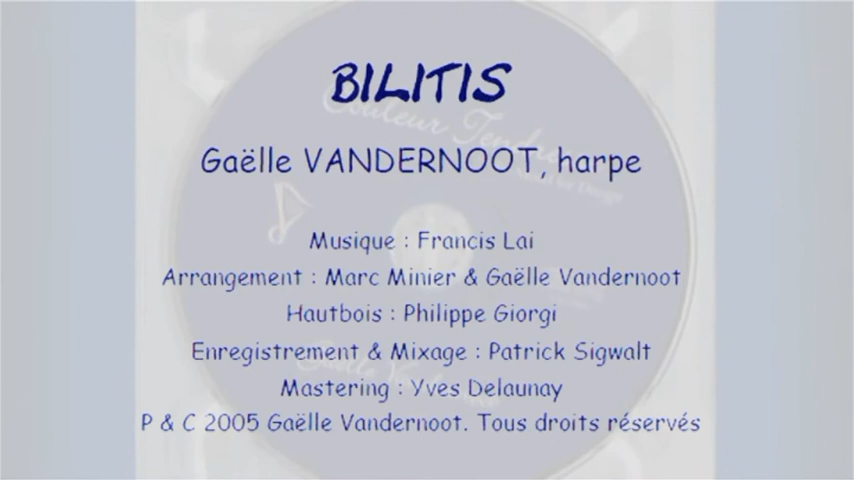 BILITIS
Gaëlle VANDERNOOT, harpe
Musique : Francis Lai
Arrangement : Marc Minier & Gaëlle Vandernoot
Hautbois : Philippe Giorgi
Enregistrement & Mixage : Patrick Sigwalt
Mastering : Yves Delaunay
P & C 2005 Gaëlle Vandernoot. Tous droits réservés